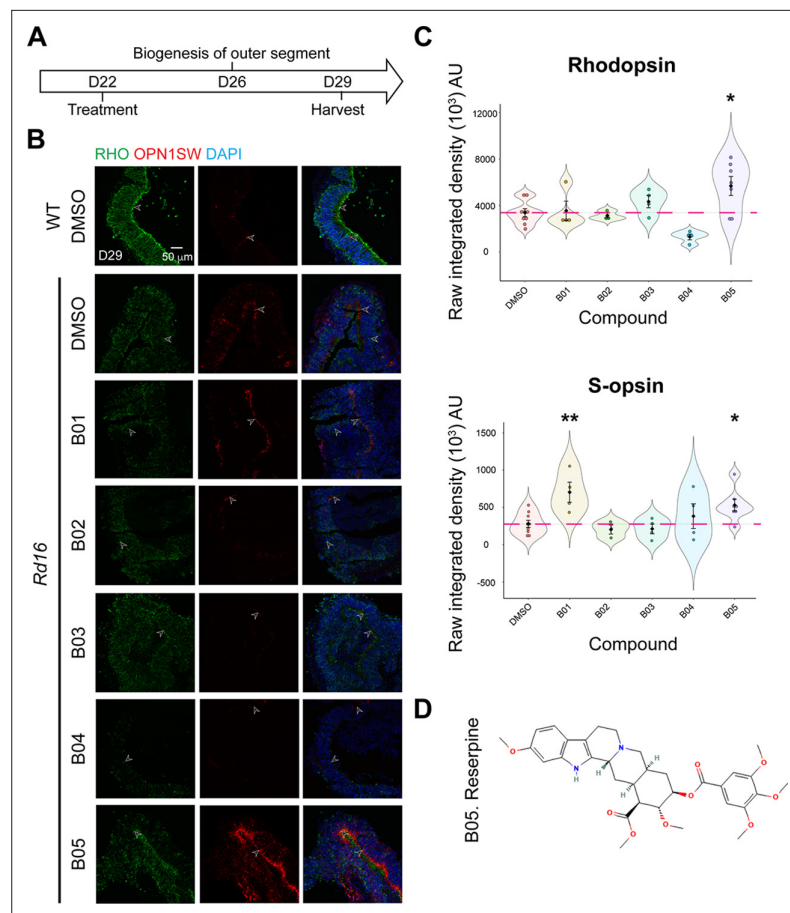 A
Biogenesis of outer segment
D22 D26 D29
Treatment Harvest
B
RHO OPN1SW DAPI
WT
DMSO
D29
50 µm
Rd16
DMSO
B01
B02
B03
B04
B05
C
Rhodopsin
*
Raw integrated density (10³) AU
12000
8000
4000
0
DMSO B01 B02 B03 B04 B05
Compound
S-opsin
** *
Raw integrated density (10³) AU
1500
1000
500
0
-500
DMSO B01 B02 B03 B04 B05
Compound
D
B05. Reserpine
O
N
H
N
H
H
H
O
O
O
O
O
O
O
O
O